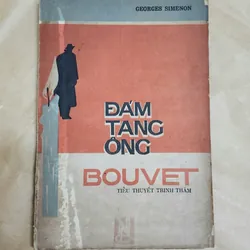 GEORGES SIMENON
ĐÁM
TANG
ÔNG
BOUVET
TIỂU THUYẾT TRINH THÁM